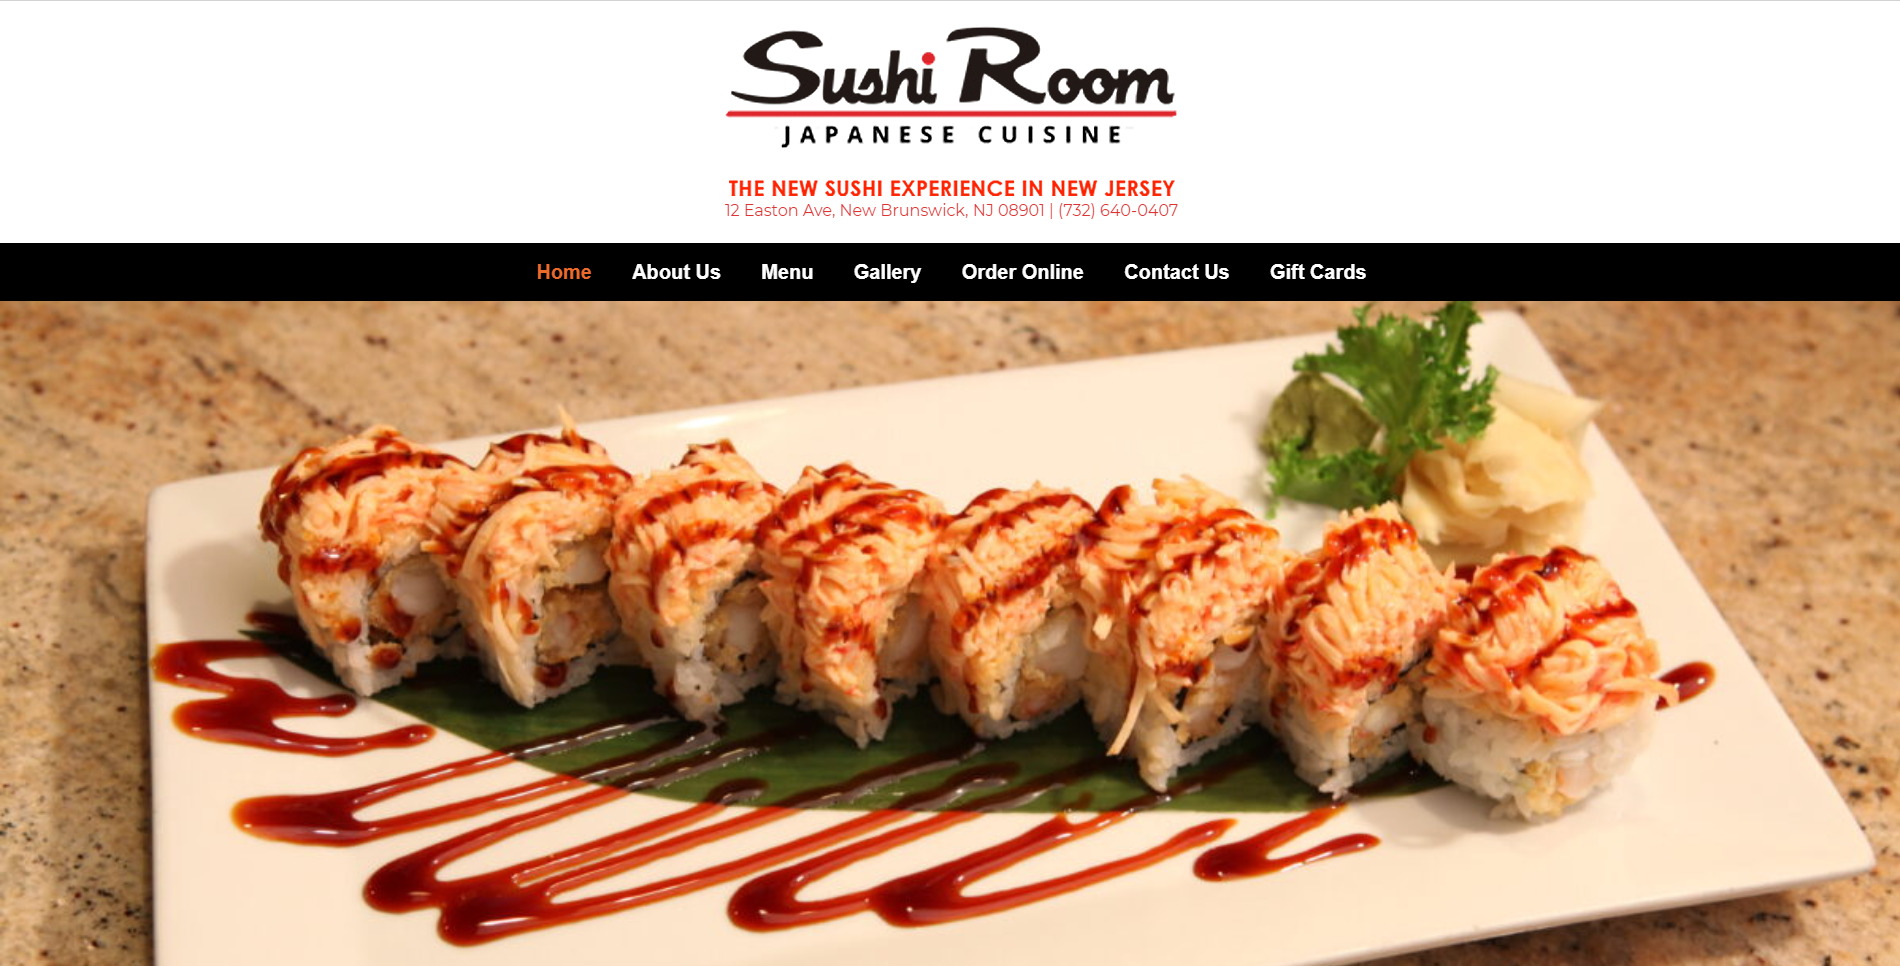 Sushi Room
JAPANESE CUISINE
THE NEW SUSHI EXPERIENCE IN NEW JERSEY
12 Easton Ave, New Brunswick, NJ 08901 | (732) 640-0407
Home About Us Menu Gallery Order Online Contact Us Gift Cards